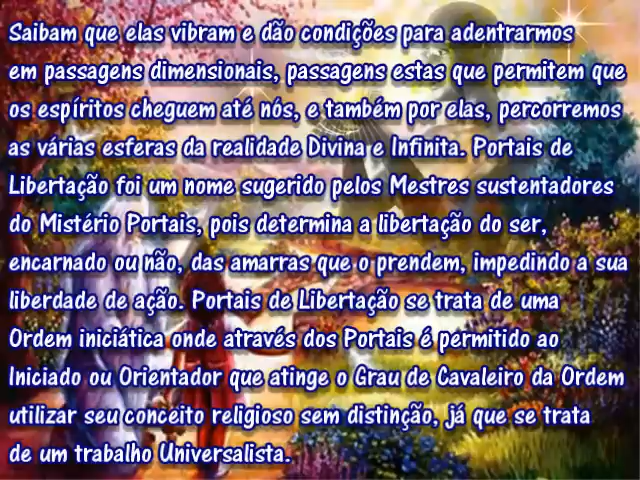 Saibam que elas vibram e dão condições para adentrarmos
em passagens dimensionais, passagens estas que permitem que
os espíritos cheguem até nós, e também por elas, percorremos
as várias esferas da realidade Divina e Infinita. Portais de
Libertação foi um nome sugerido pelos Mestres sustentadores
do Mistério Portais, pois determina a libertação do ser,
encarnado ou não, das amarras que o prendem, impedindo a sua
liberdade de ação. Portais de Libertação se trata de uma
Ordem iniciática onde através dos Portais é permitido ao
Iniciado ou Orientador que atinge o Grau de Cavaleiro da Ordem
utilizar seu conceito religioso sem distinção, já que se trata
de um trabalho Universalista.